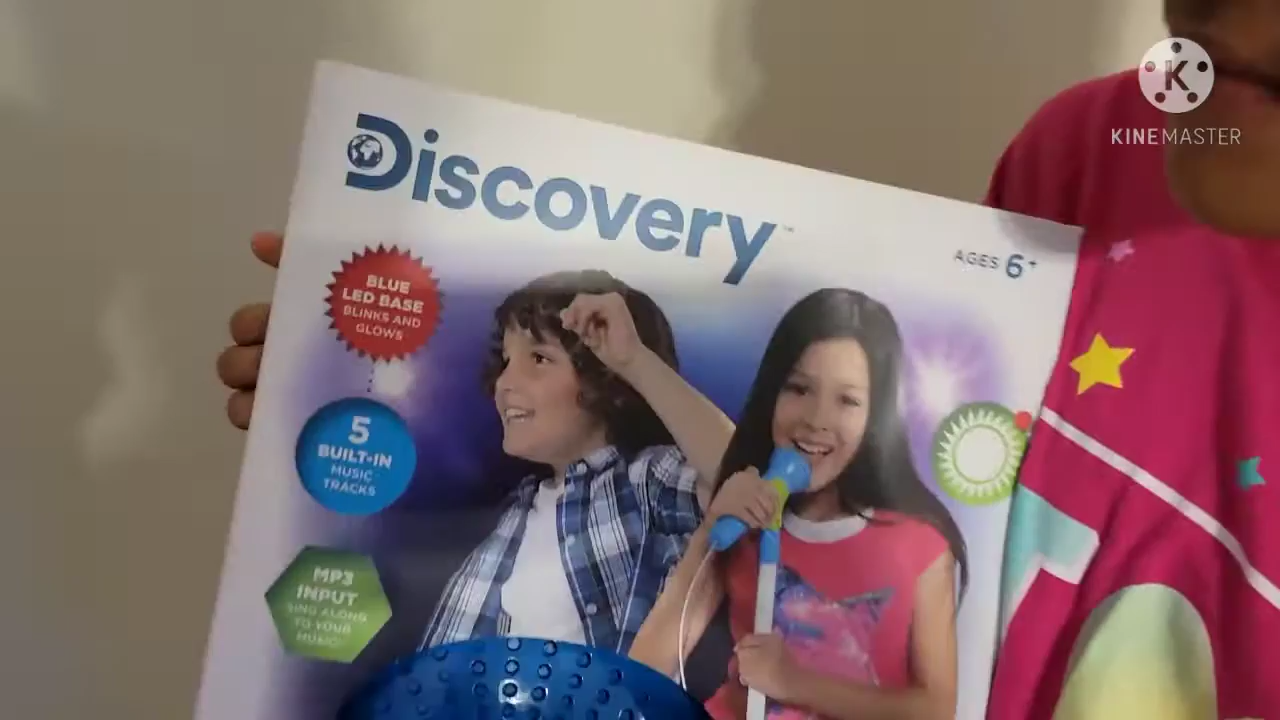 K
KINEMASTER
Discovery™
AGES 6+
BLUE
LED BASE
BLINKS AND
GLOWS
5
BUILT-IN
MUSIC
TRACKS
MP3
INPUT
SING ALONG
TO YOUR
MUSIC!